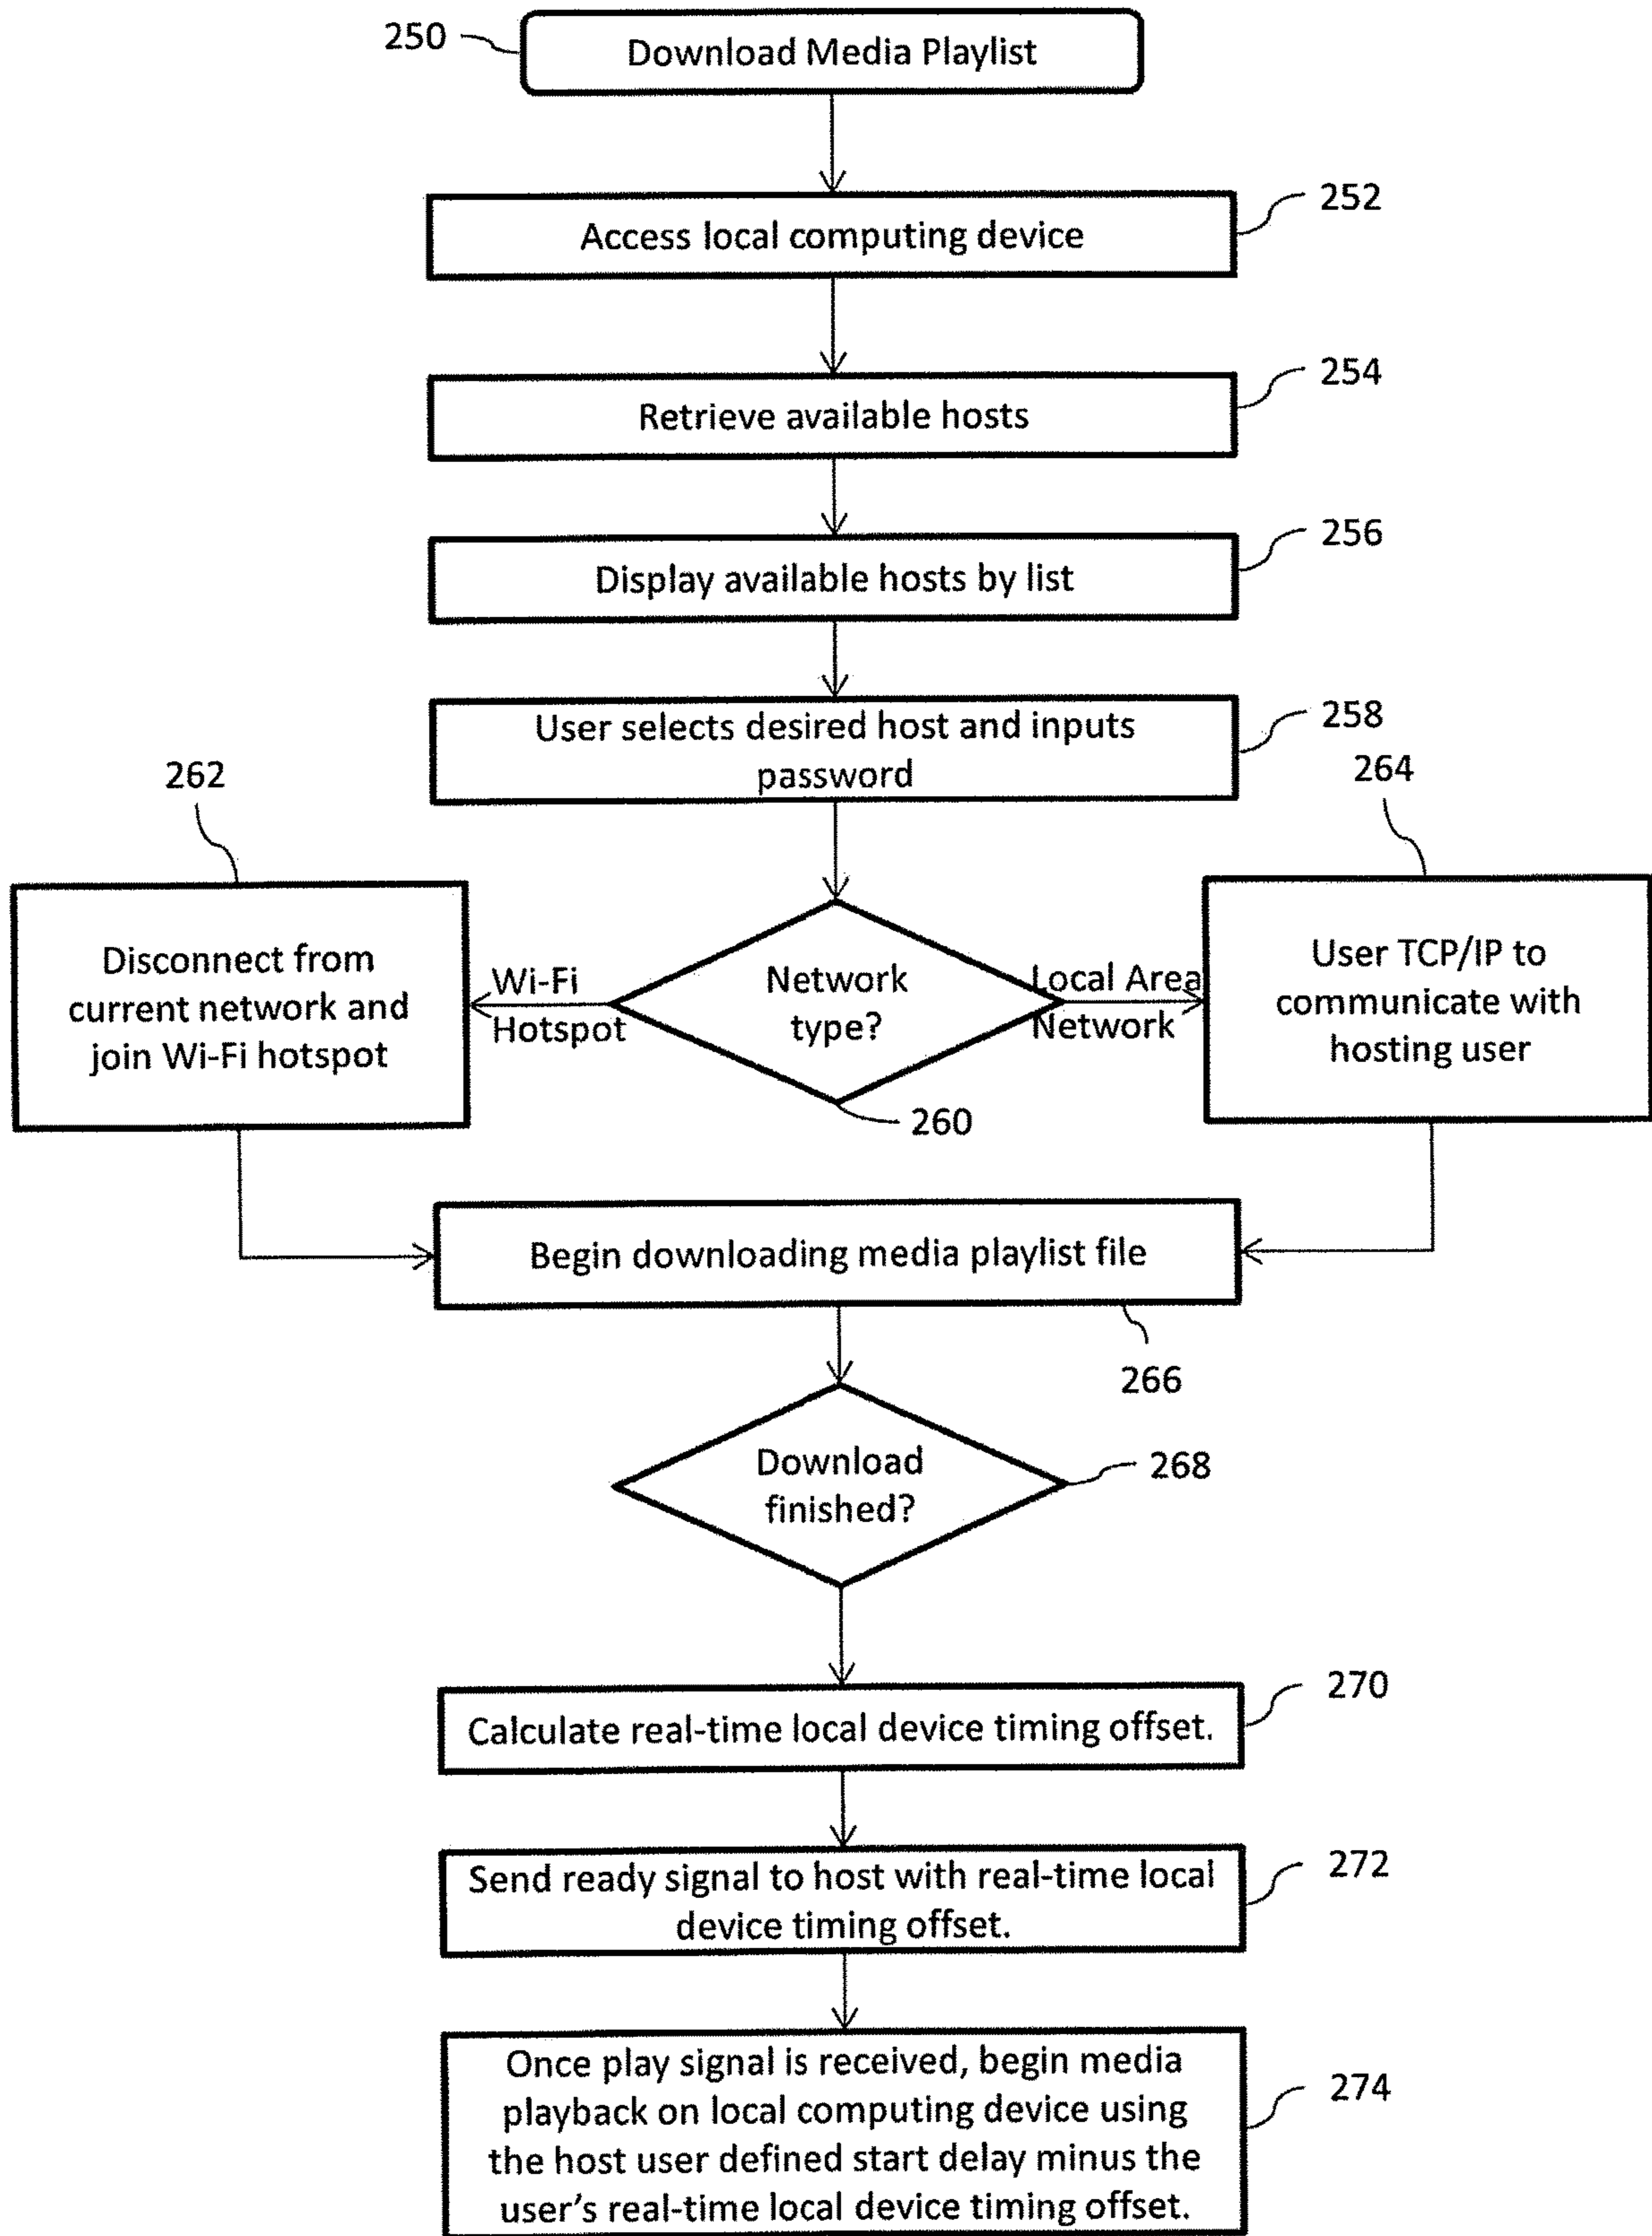 250
Download Media Playlist
252
Access local computing device
254
Retrieve available hosts
256
Display available hosts by list
258
User selects desired host and inputs
password
262
264
Disconnect from
current network and
join Wi-Fi hotspot
Wi-Fi
Hotspot
Network
type?
Local Area
Network
User TCP/IP to
communicate with
hosting user
260
Begin downloading media playlist file
266
Download
finished?
268
270
Calculate real-time local device timing offset.
272
Send ready signal to host with real-time local
device timing offset.
274
Once play signal is received, begin media
playback on local computing device using
the host user defined start delay minus the
user's real-time local device timing offset.